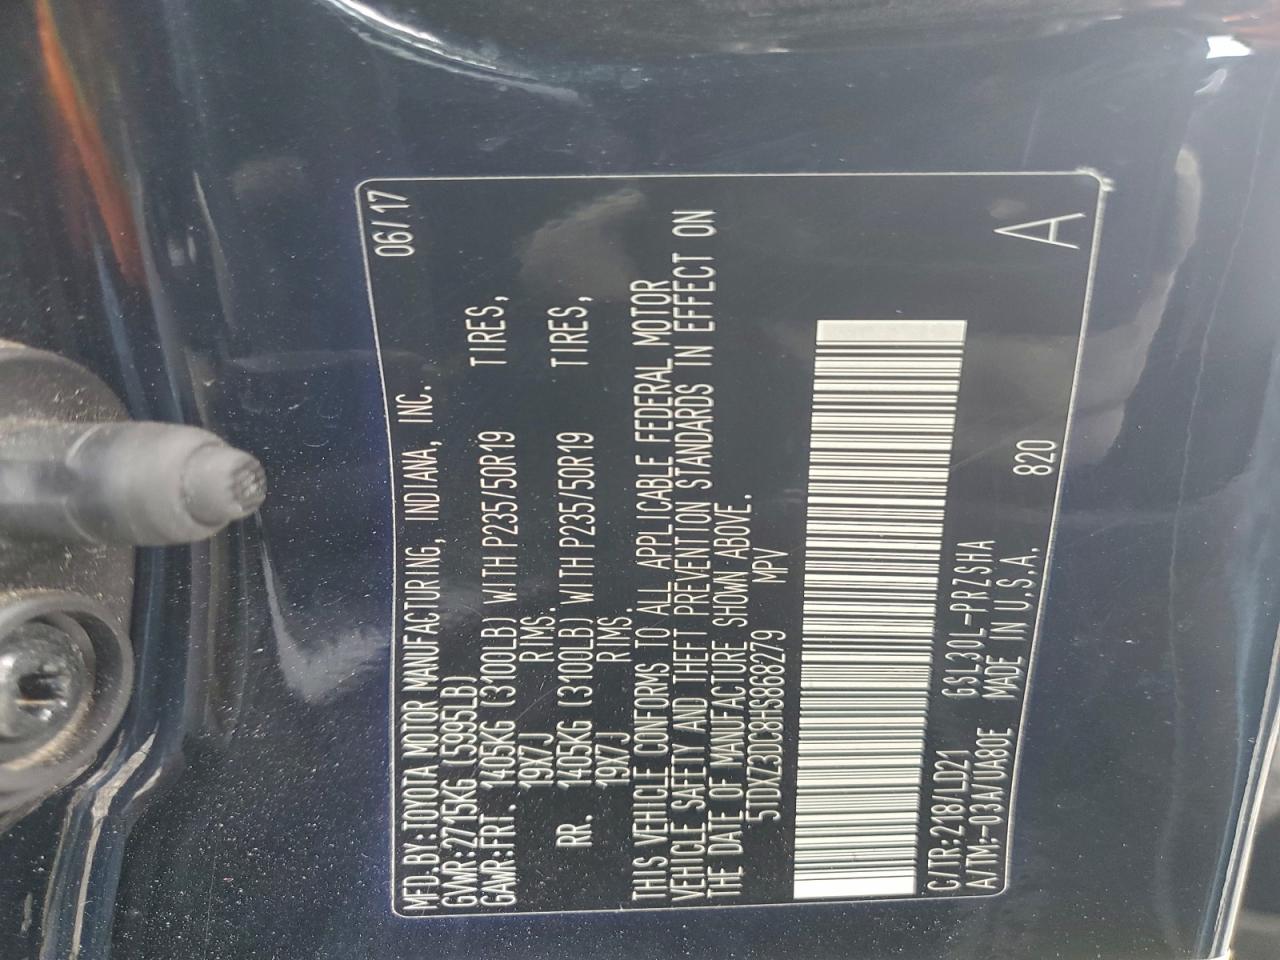 MFD.BY:TOYOTA MOTOR MANUFACTURING, INDIANA, INC. 06/17
GVWR:2715KG (5995LB)
GAWR:FRT. 1405KG (3100LB) WITH P235/50R19 TIRES,
19X7J RIMS.
RR. 1405KG (3100LB) WITH P235/50R19 TIRES,
19X7J RIMS.
THIS VEHICLE CONFORMS TO ALL APPLICABLE FEDERAL MOTOR
VEHICLE SAFETY AND THEFT PREVENTION STANDARDS IN EFFECT ON
THE DATE OF MANUFACTURE SHOWN ABOVE.
5TDXZ3DC8HS868279 MPV
C/TR:218/LD21 GSL30L-PRZSHA
A/TM:-03A/UA80E MADE IN U.S.A. 820 A